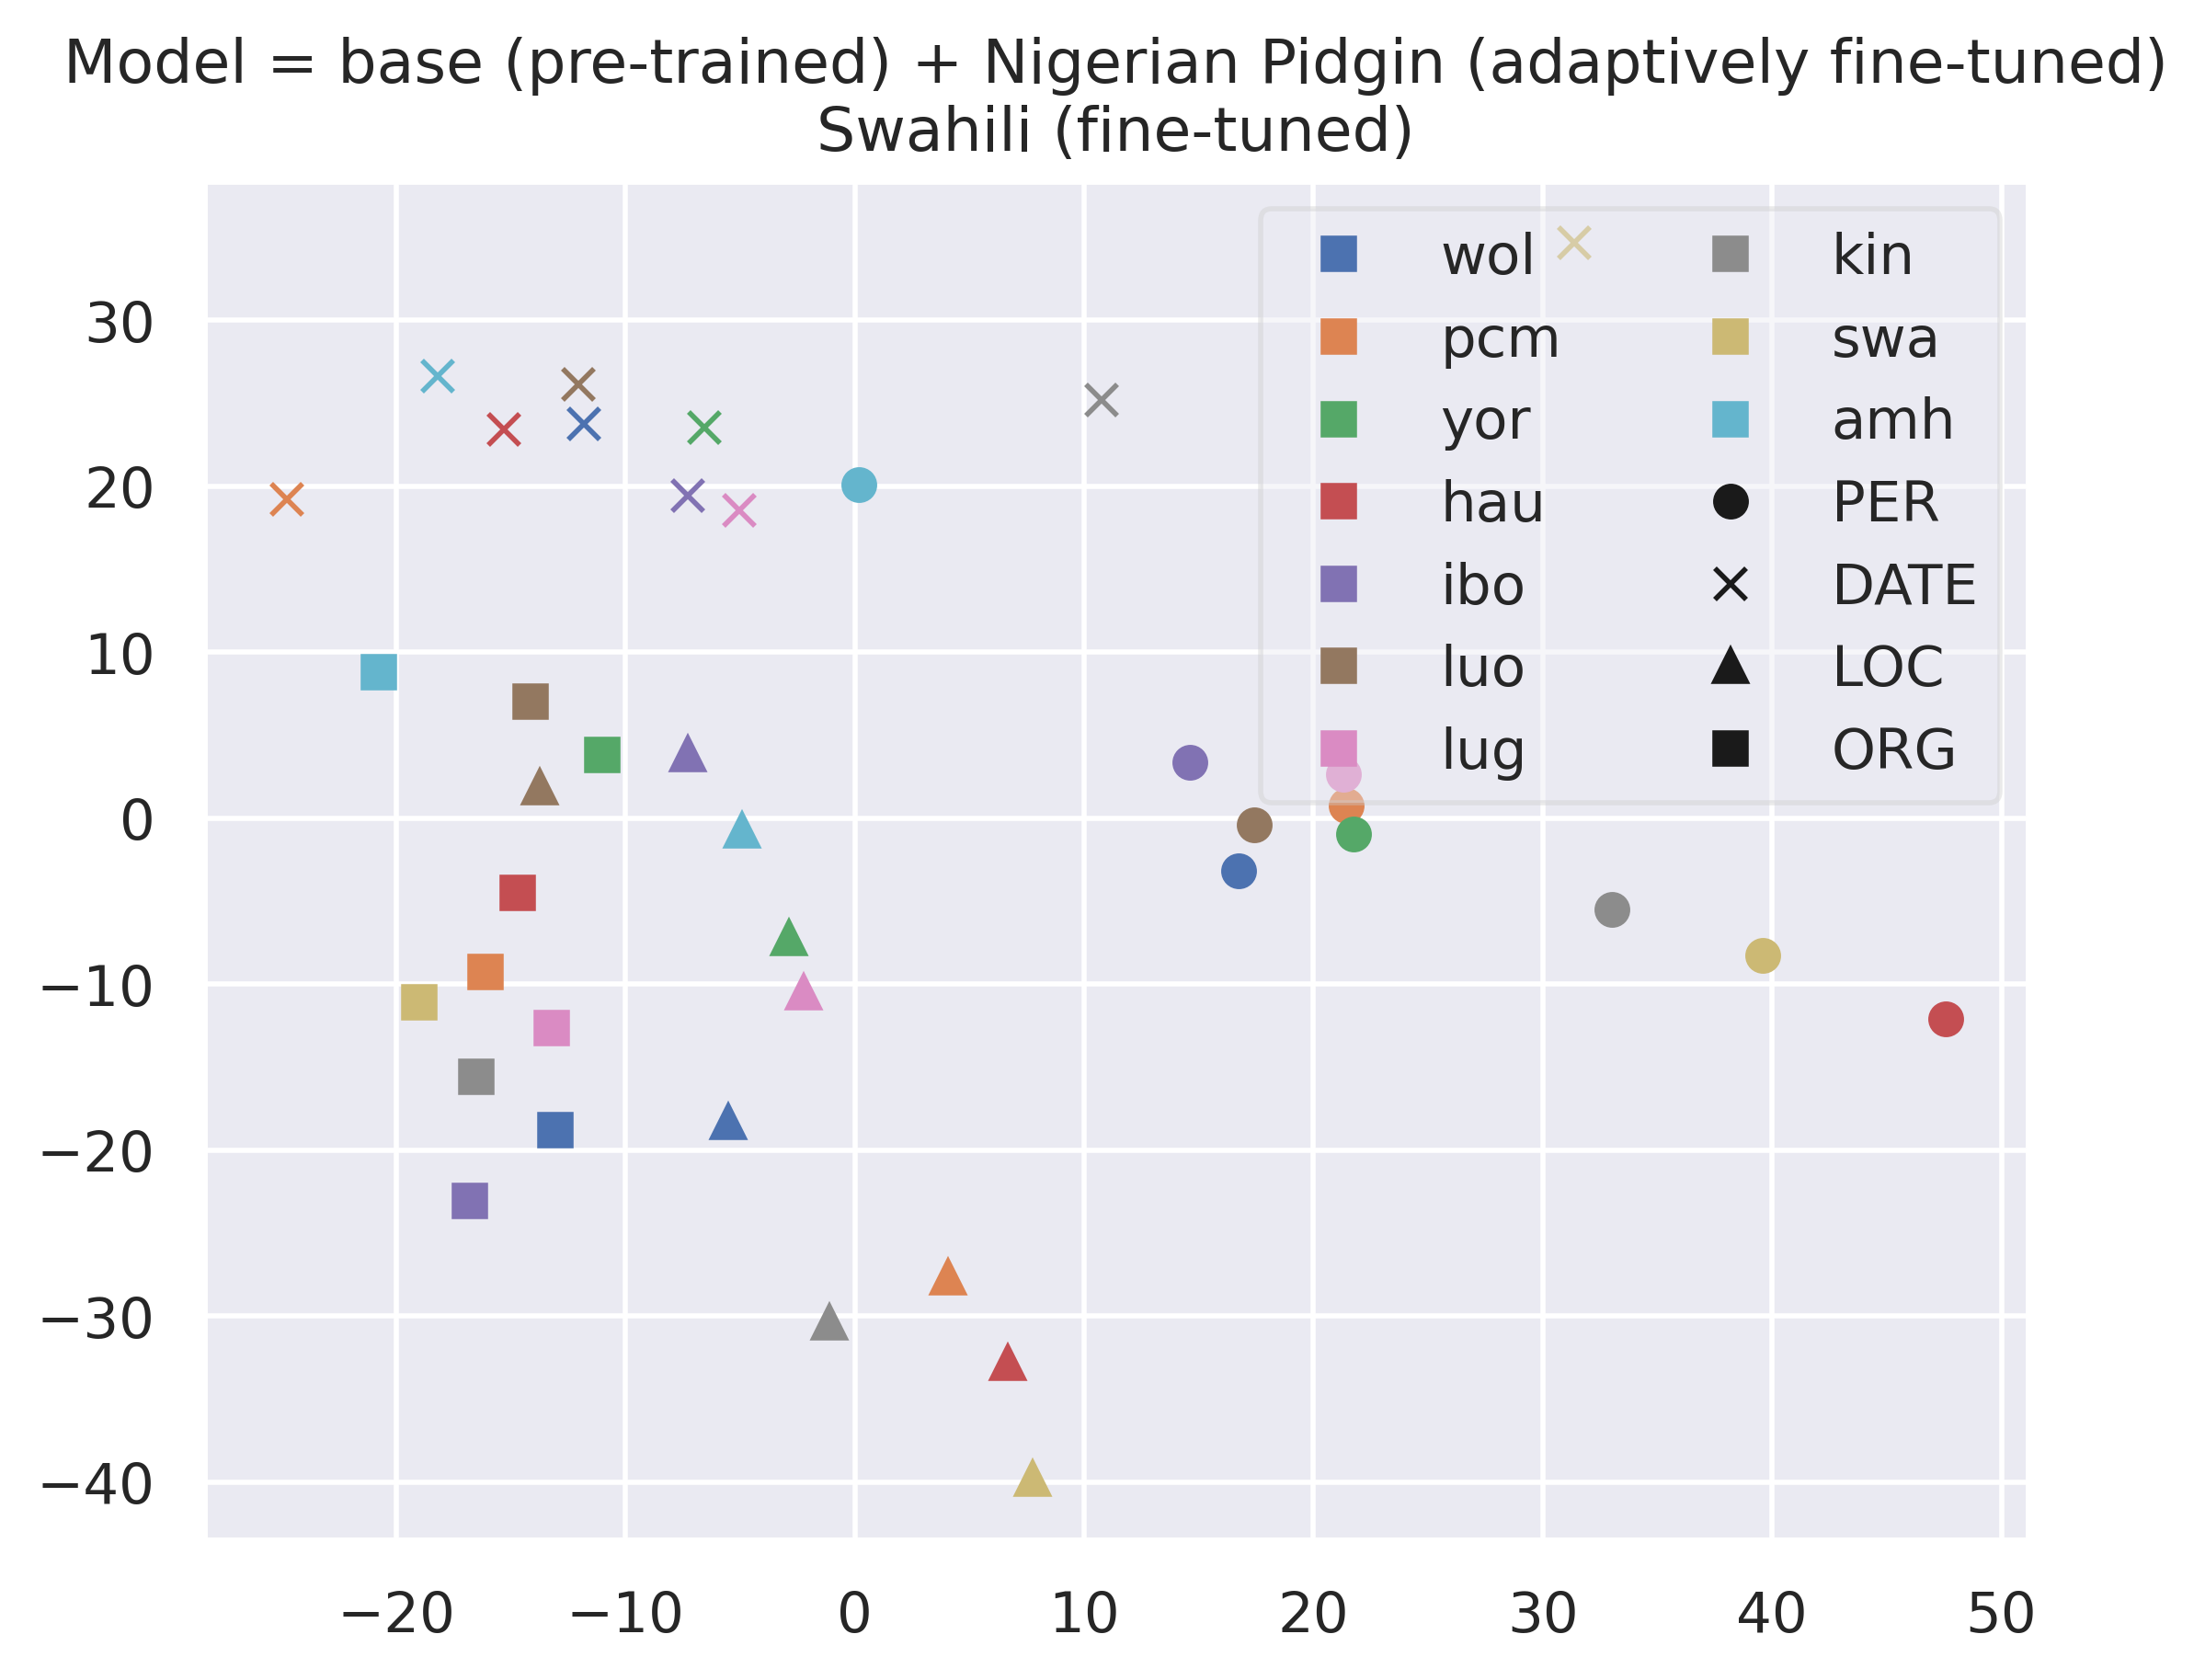 Model = base (pre-trained) + Nigerian Pidgin (adaptively fine-tuned)
Swahili (fine-tuned)
wol
pcm
yor
hau
ibo
luo
lug
kin
swa
amh
PER
DATE
LOC
ORG
30
20
10
0
−10
−20
−30
−40
−20
−10
0
10
20
30
40
50